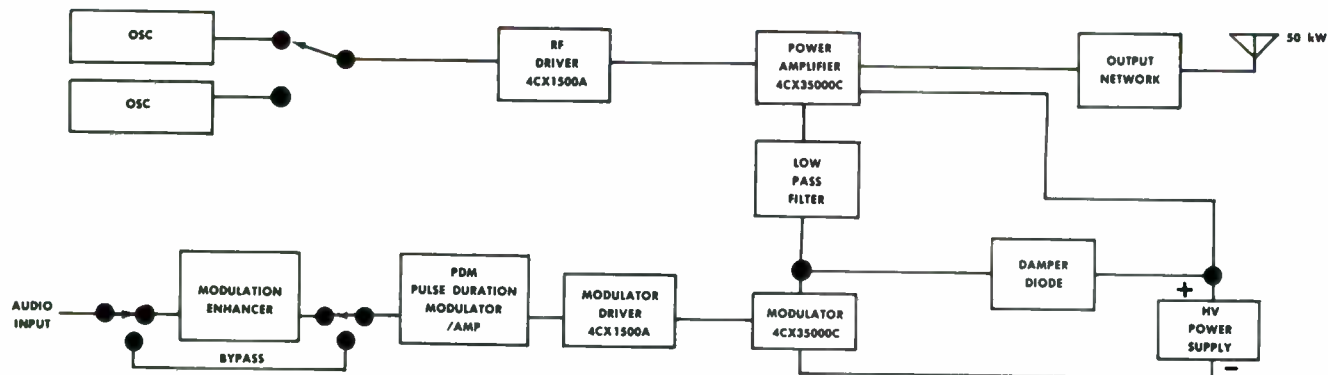 OSC
OSC
RF
DRIVER
4CX1500A
POWER
AMPLIFIER
4CX35000C
OUTPUT
NETWORK
50 kW
LOW
PASS
FILTER
AUDIO
INPUT
MODULATION
ENHANCER
BYPASS
PDM
PULSE DURATION
MODULATOR
/AMP
MODULATOR
DRIVER
4CX1500A
MODULATOR
4CX35000C
DAMPER
DIODE
+
HV
POWER
SUPPLY
−